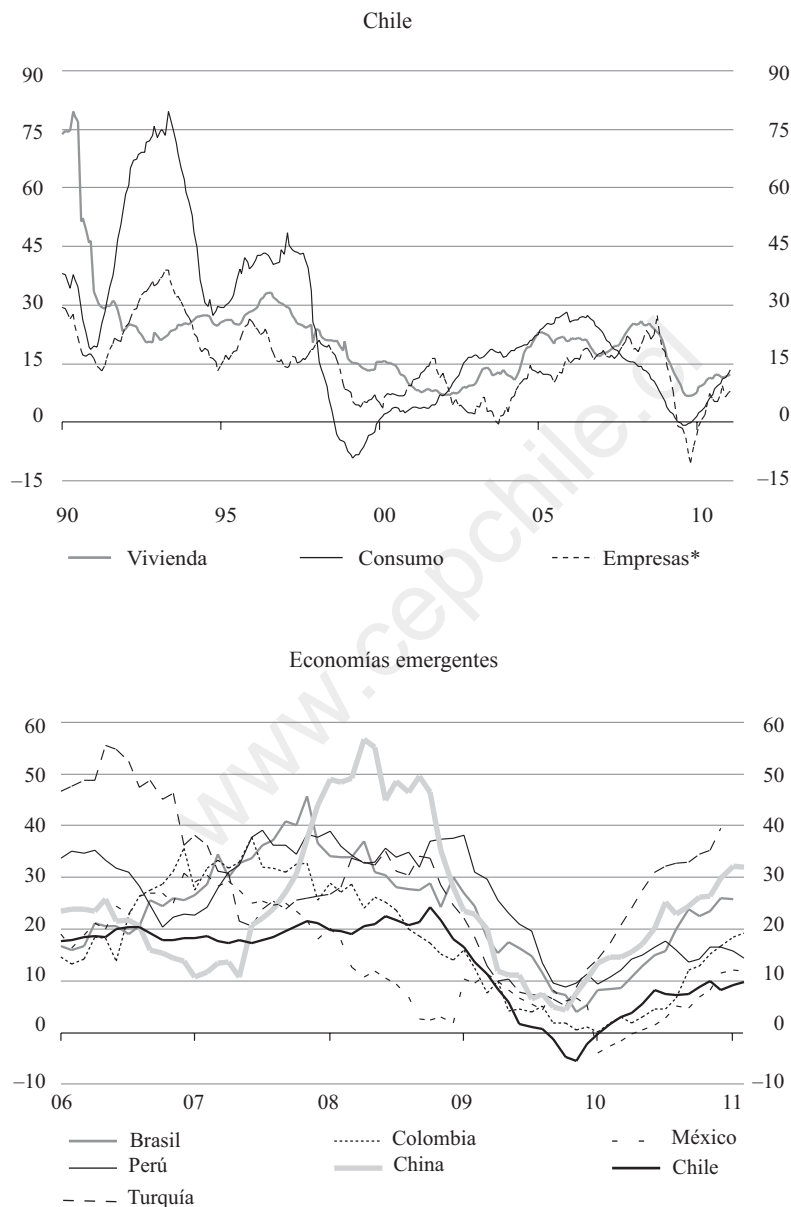 Chile
90 90
75 75
60 60
45 45
30 30
15 15
0 0
–15 –15
90 95 00 05 10
Vivienda Consumo Empresas*
Economías emergentes
60 60
50 50
40 40
30 30
20 20
10 10
0 0
–10 –10
06 07 08 09 10 11
Brasil Colombia México
Perú China Chile
Turquía
www.cepchile.cl